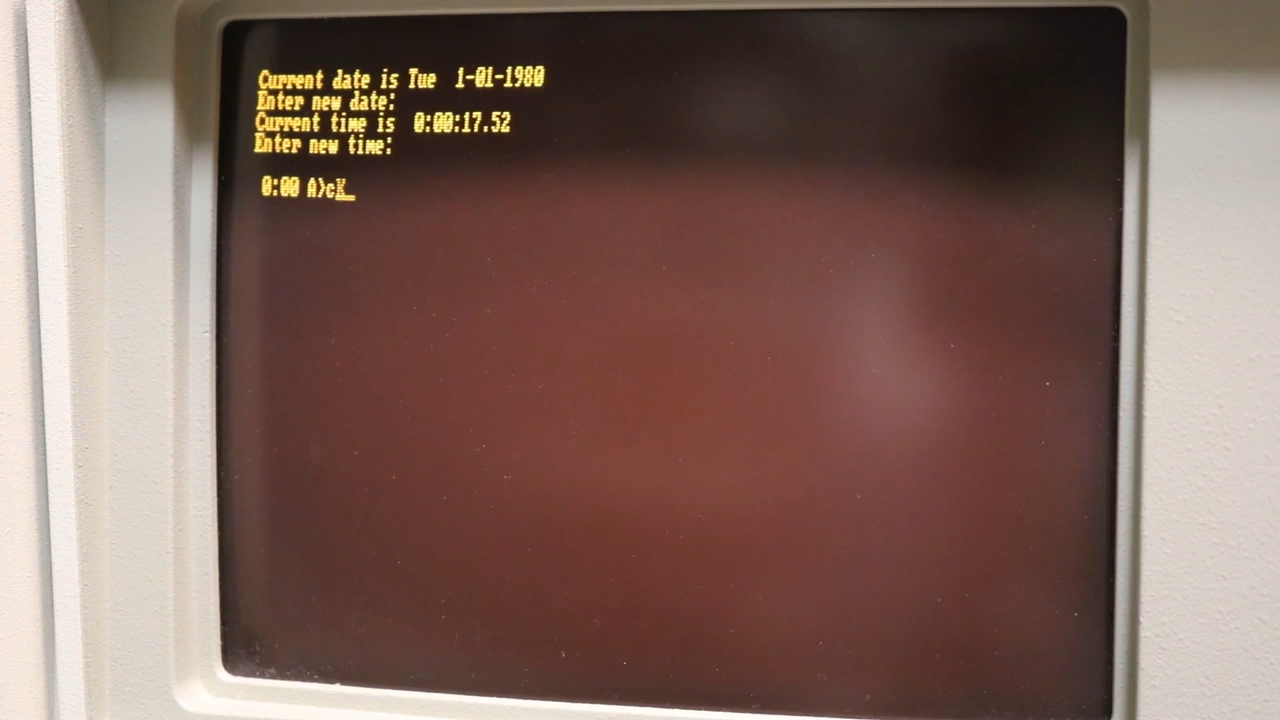 Current date is Tue  1-01-1980
Enter new date:
Current time is  0:00:17.52
Enter new time:
0:00 A>cK_